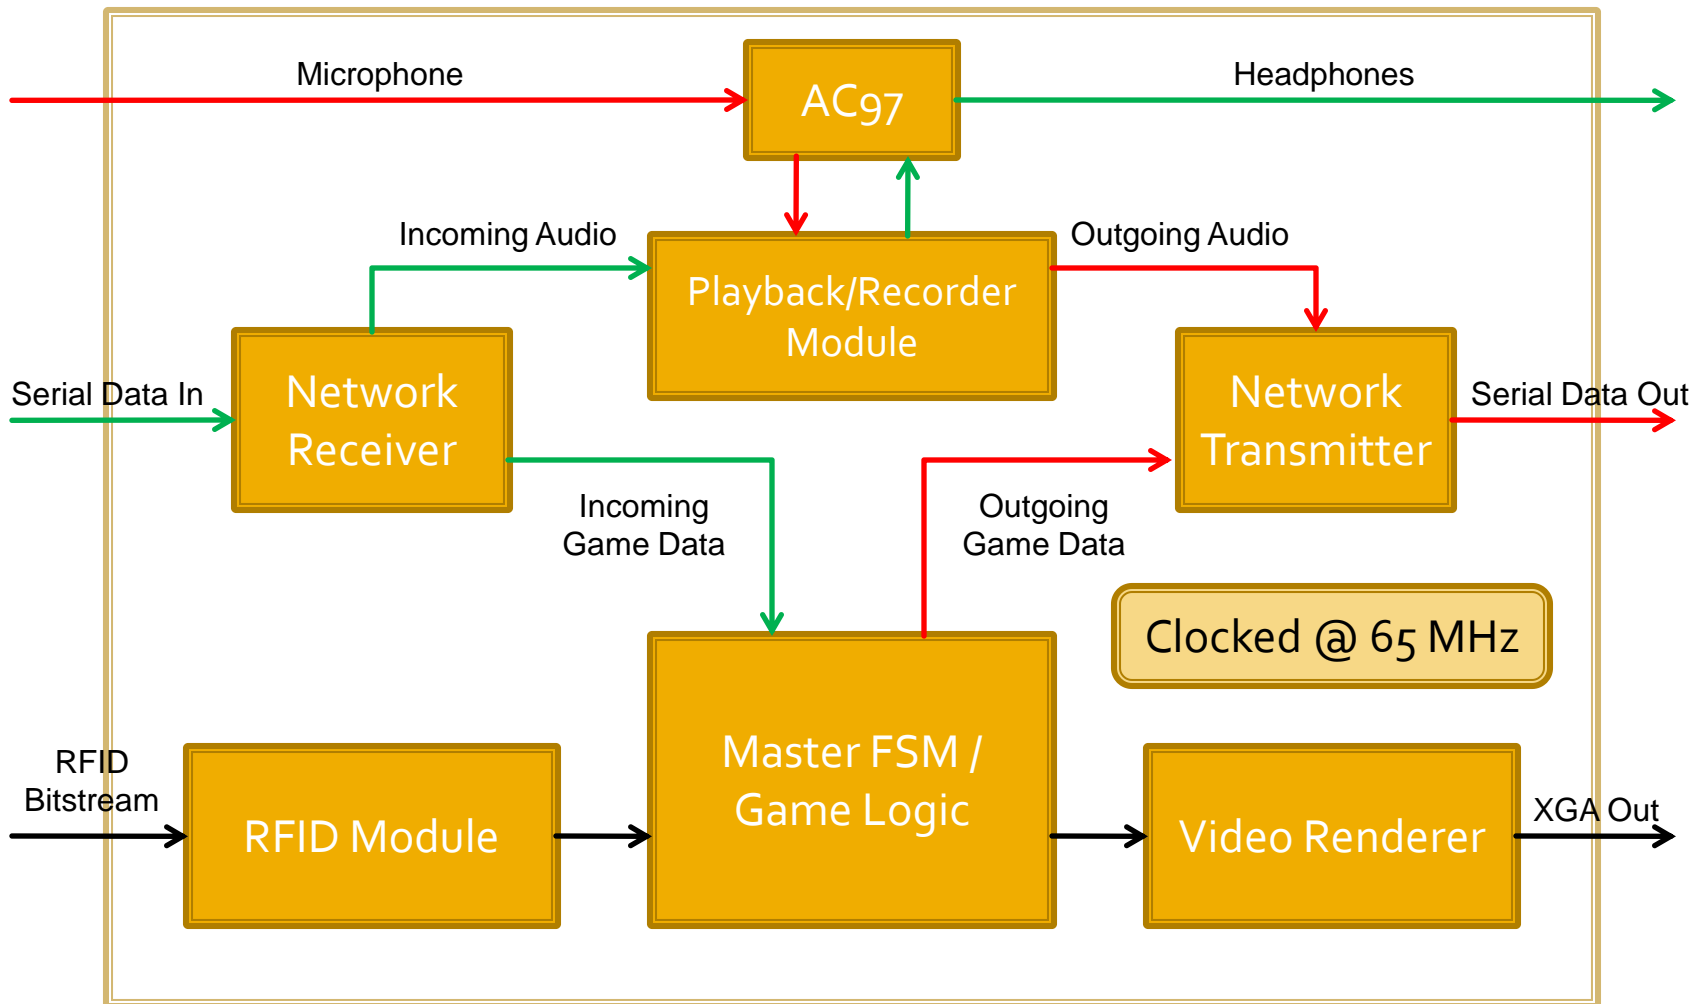 Microphone
AC97
Headphones
Incoming Audio
Outgoing Audio
Playback/Recorder
Module
Serial Data In
Network
Receiver
Network
Transmitter
Serial Data Out
Incoming
Game Data
Outgoing
Game Data
Clocked @ 65 MHz
RFID
Bitstream
RFID Module
Master FSM /
Game Logic
Video Renderer
XGA Out